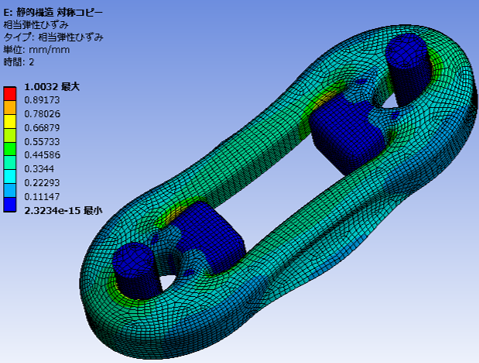 E: 静的構造 対称コピー
相当弾性ひずみ
タイプ: 相当弾性ひずみ
単位: mm/mm
時間: 2
1.0032 最大
0.89173
0.78026
0.66879
0.55733
0.44586
0.3344
0.22293
0.11147
2.3234e-15 最小